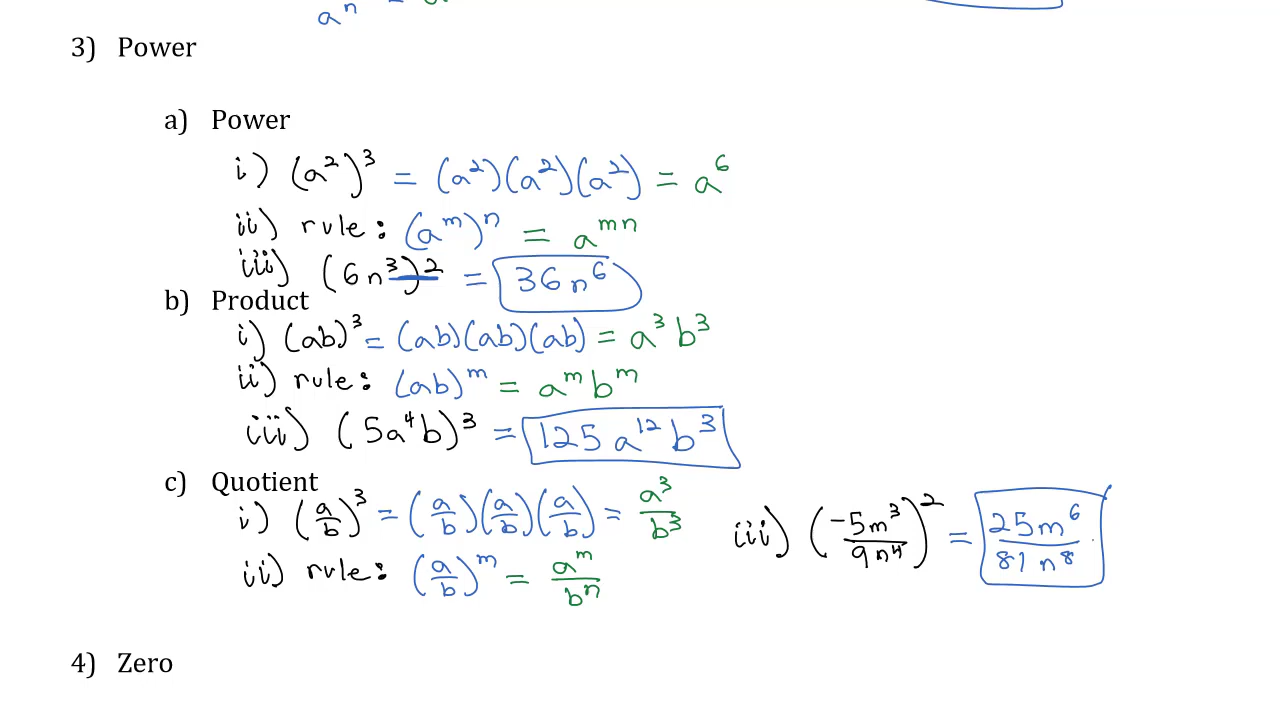 aⁿ
3) Power
a) Power
i) (a²)³ = (a²)(a²)(a²) = a⁶
ii) rule: (aᵐ)ⁿ = aᵐⁿ
iii) (6n³)² = 36n⁶
b) Product
i) (ab)³ = (ab)(ab)(ab) = a³b³
ii) rule: (ab)ᵐ = aᵐbᵐ
iii) (5a⁴b)³ = 125a¹²b³
c) Quotient
i) (a/b)³ = (a/b)(a/b)(a/b) = a³/b³
iii) (-5m³/9n⁴)² = 25m⁶/81n⁸
ii) rule: (a/b)ᵐ = aᵐ/bⁿ
4) Zero